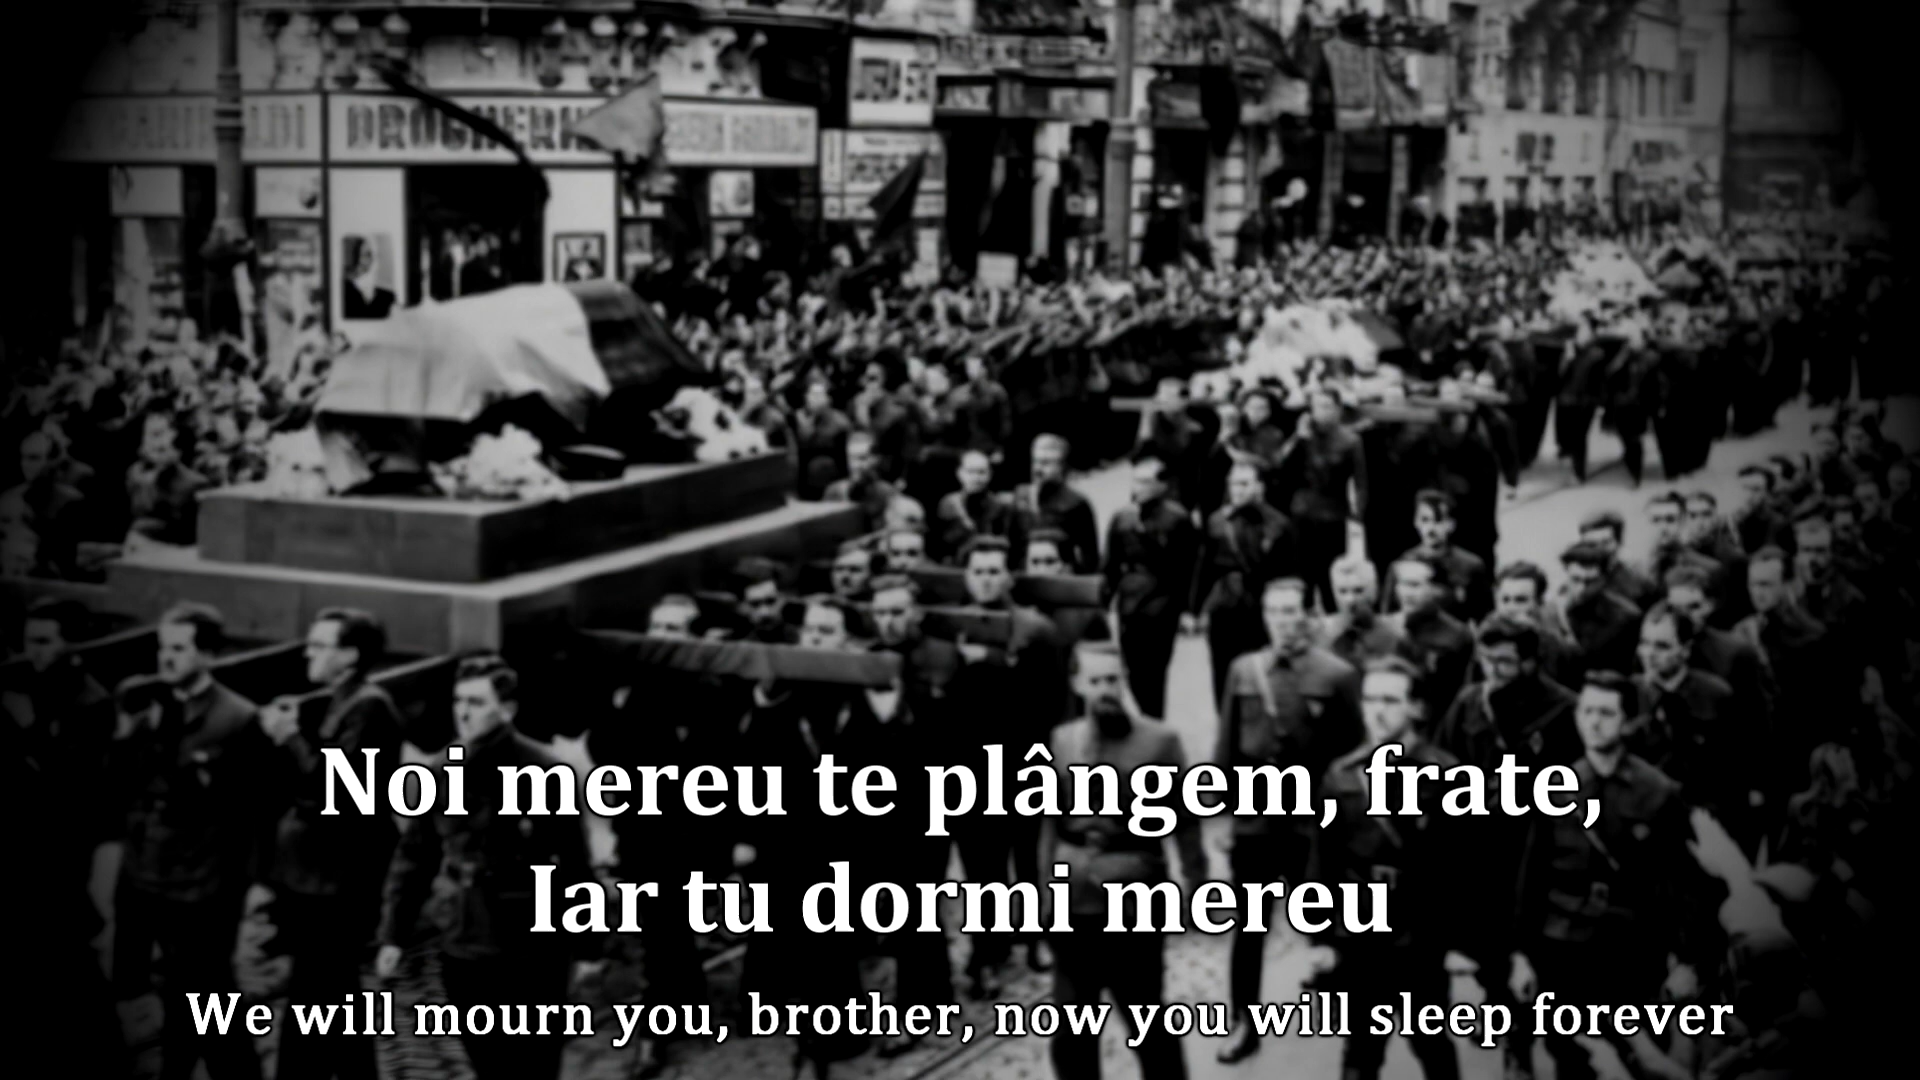 DROGHERIE
Noi mereu te plângem, frate,
Iar tu dormi mereu
We will mourn you, brother, now you will sleep forever